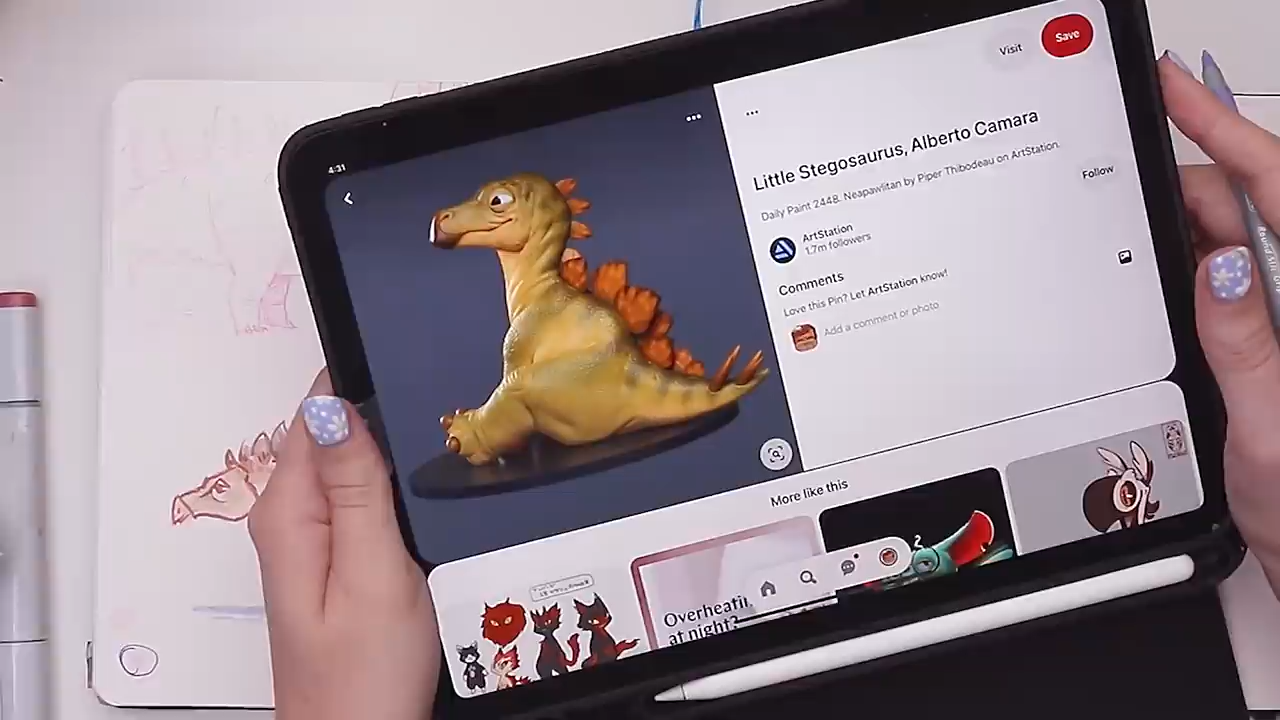 4:31
Visit
Save
Little Stegosaurus, Alberto Camara
Daily Paint 2448. Neapawlitan by Piper Thibodeau on ArtStation.
ArtStation
1.7m followers
Follow
Comments
Love this Pin? Let ArtStation know!
Add a comment or photo
More like this
Overheatin
at night?
2